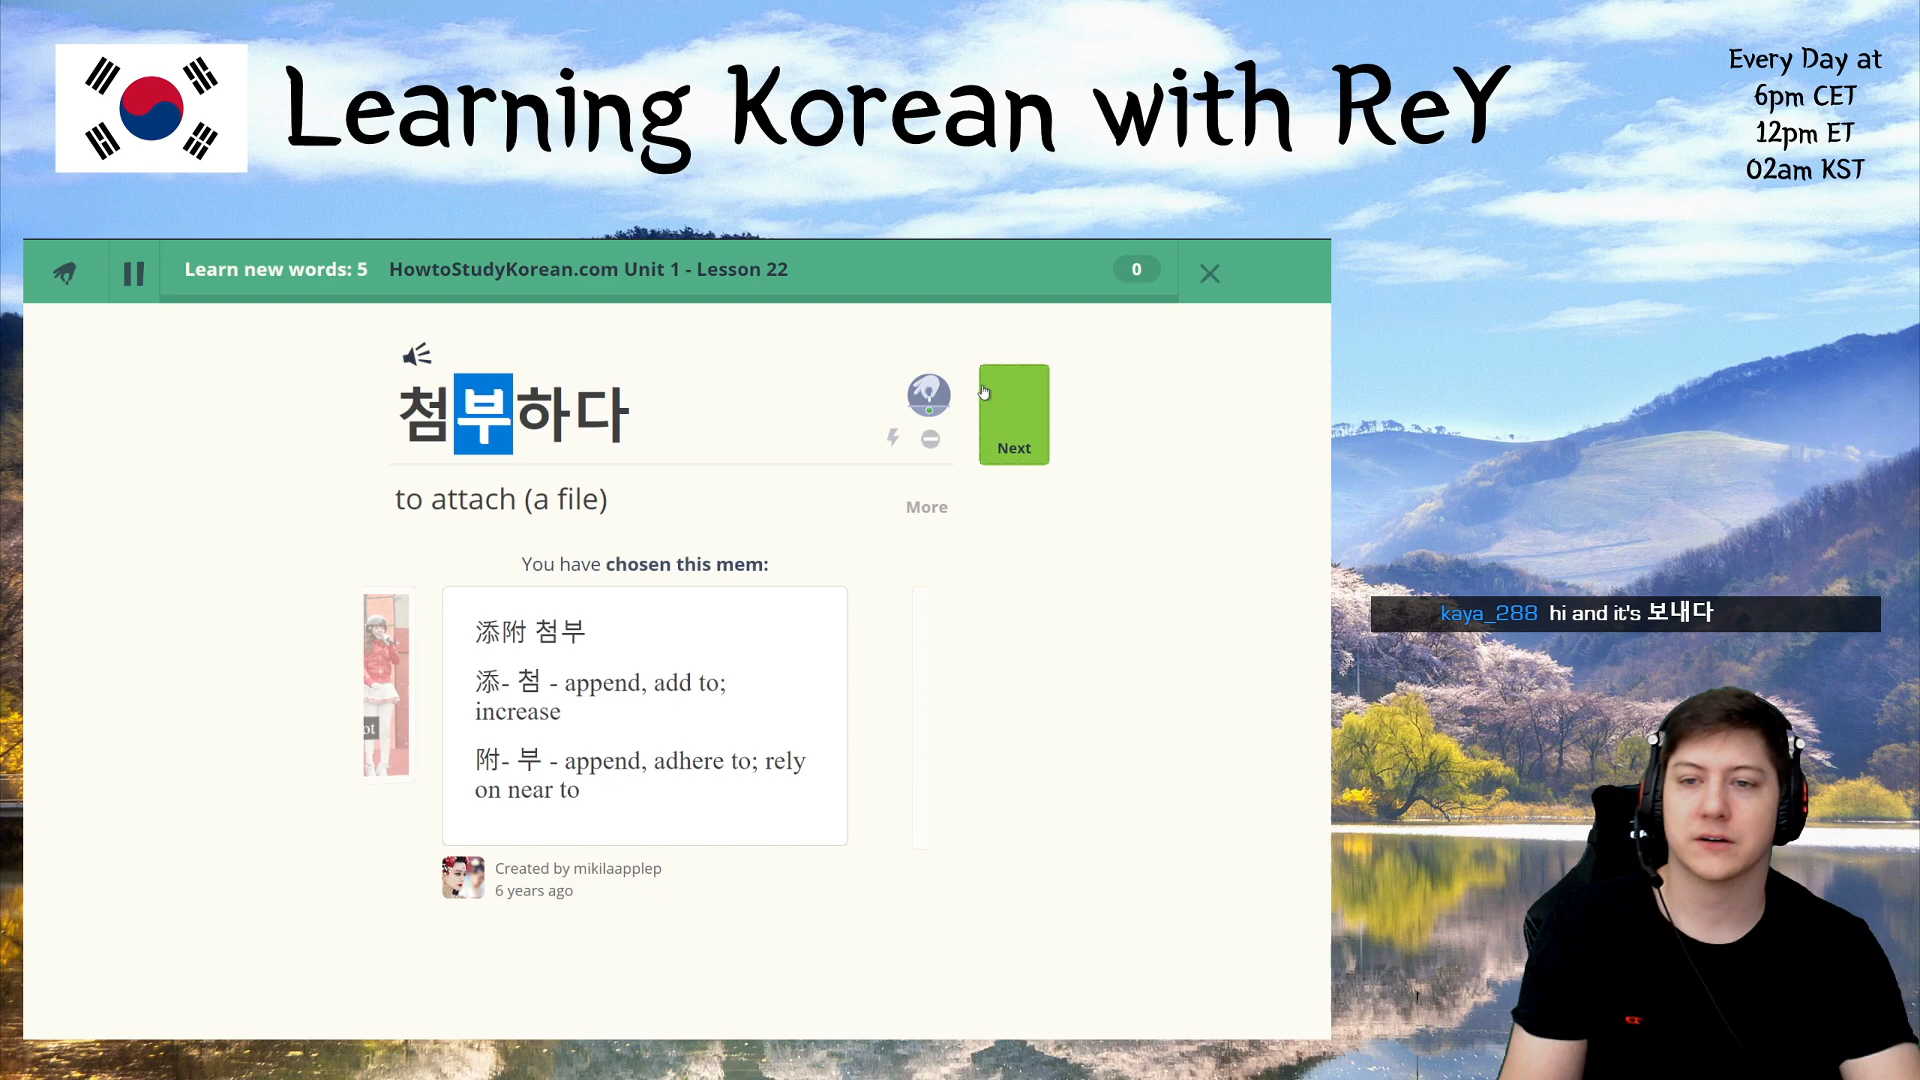 Learning Korean with ReY
Every Day at
6pm CET
12pm ET
02am KST
Learn new words: 5 HowtoStudyKorean.com Unit 1 - Lesson 22
0
첨부하다
Next
to attach (a file)
More
You have chosen this mem:
添附 첨부
添- 첨 - append, add to;
increase
附- 부 - append, adhere to; rely
on near to
ot
Created by mikilaapplep
6 years ago
kaya_288 hi and it's 보내다